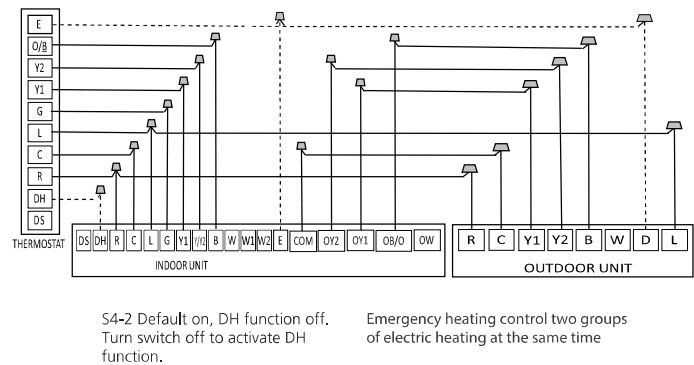 E
O/B
Y2
Y1
G
L
C
R
DH
DS
THERMOSTAT
DS DH R C L G Y1 Y/Y2 B W W1 W2 E COM OY2 OY1 OB/O OW
INDOOR UNIT
R C Y1 Y2 B W D L
OUTDOOR UNIT
S4-2 Default on, DH function off.
Turn switch off to activate DH
function.
Emergency heating control two groups
of electric heating at the same time